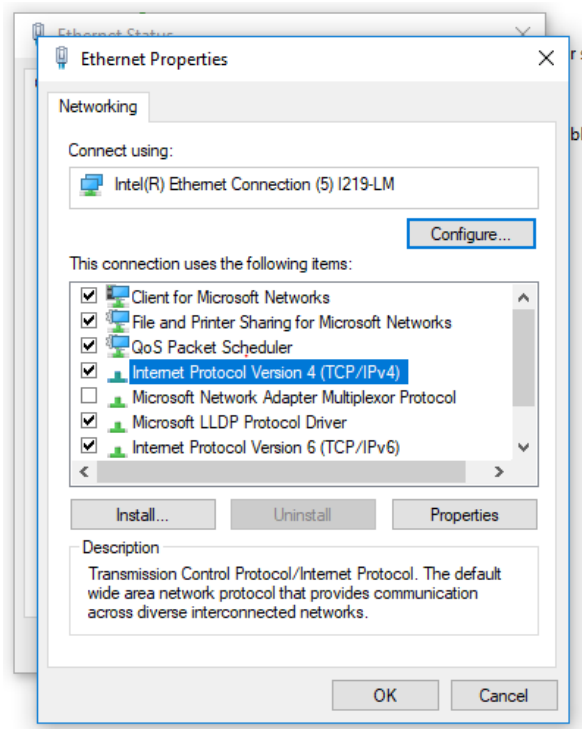 Ethernet Status
Ethernet Properties
Networking
Connect using:
Intel(R) Ethernet Connection (5) I219-LM
Configure...
This connection uses the following items:
Client for Microsoft Networks
File and Printer Sharing for Microsoft Networks
QoS Packet Scheduler
Internet Protocol Version 4 (TCP/IPv4)
Microsoft Network Adapter Multiplexor Protocol
Microsoft LLDP Protocol Driver
Internet Protocol Version 6 (TCP/IPv6)
Install...
Uninstall
Properties
Description
Transmission Control Protocol/Internet Protocol. The default
wide area network protocol that provides communication
across diverse interconnected networks.
OK
Cancel